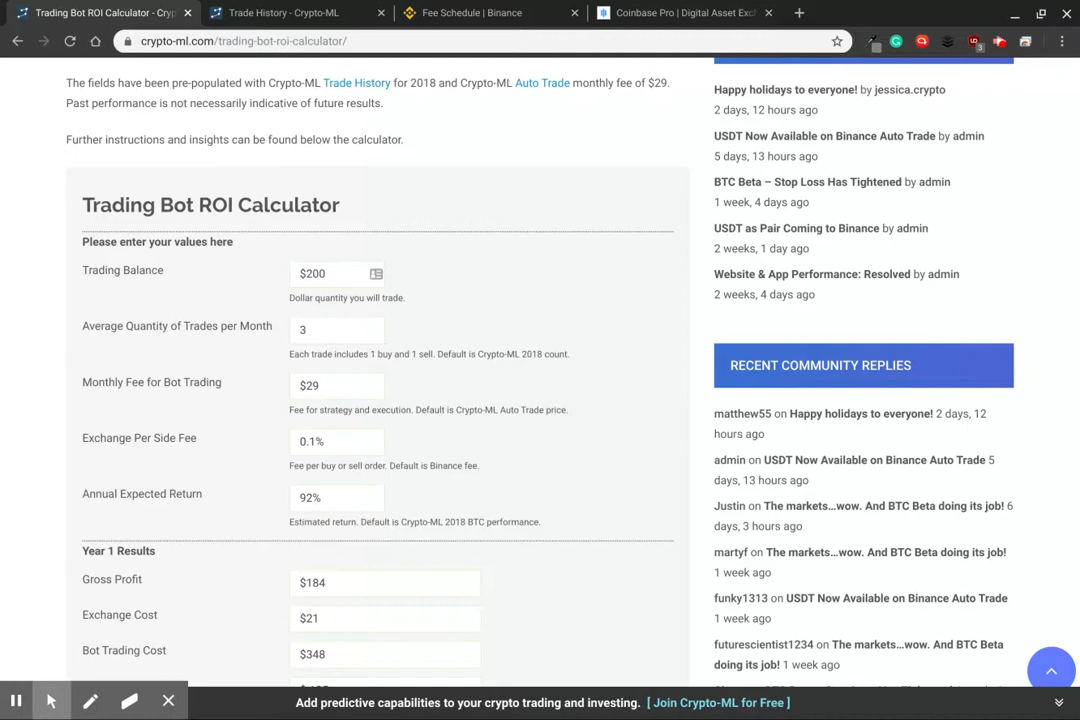 Trading Bot ROI Calculator - Cryp
Trade History - Crypto-ML
Fee Schedule | Binance
Coinbase Pro | Digital Asset Exc
crypto-ml.com/trading-bot-roi-calculator/
The fields have been pre-populated with Crypto-ML Trade History for 2018 and Crypto-ML Auto Trade monthly fee of $29.
Past performance is not necessarily indicative of future results.
Further instructions and insights can be found below the calculator.
Trading Bot ROI Calculator
Please enter your values here
Trading Balance
$200
Dollar quantity you will trade.
Average Quantity of Trades per Month
3
Each trade includes 1 buy and 1 sell. Default is Crypto-ML 2018 count.
Monthly Fee for Bot Trading
$29
Fee for strategy and execution. Default is Crypto-ML Auto Trade price.
Exchange Per Side Fee
0.1%
Fee per buy or sell order. Default is Binance fee.
Annual Expected Return
92%
Estimated return. Default is Crypto-ML 2018 BTC performance.
Year 1 Results
Gross Profit
$184
Exchange Cost
$21
Bot Trading Cost
$348
Happy holidays to everyone! by jessica.crypto
2 days, 12 hours ago
USDT Now Available on Binance Auto Trade by admin
5 days, 13 hours ago
BTC Beta – Stop Loss Has Tightened by admin
1 week, 4 days ago
USDT as Pair Coming to Binance by admin
2 weeks, 1 day ago
Website & App Performance: Resolved by admin
2 weeks, 4 days ago
RECENT COMMUNITY REPLIES
matthew55 on Happy holidays to everyone! 2 days, 12
hours ago
admin on USDT Now Available on Binance Auto Trade 5
days, 13 hours ago
Justin on The markets…wow. And BTC Beta doing its job! 6
days, 3 hours ago
martyf on The markets…wow. And BTC Beta doing its job!
1 week ago
funky1313 on USDT Now Available on Binance Auto Trade
1 week ago
futurescientist1234 on The markets…wow. And BTC Beta
doing its job! 1 week ago
Add predictive capabilities to your crypto trading and investing. [ Join Crypto-ML for Free ]